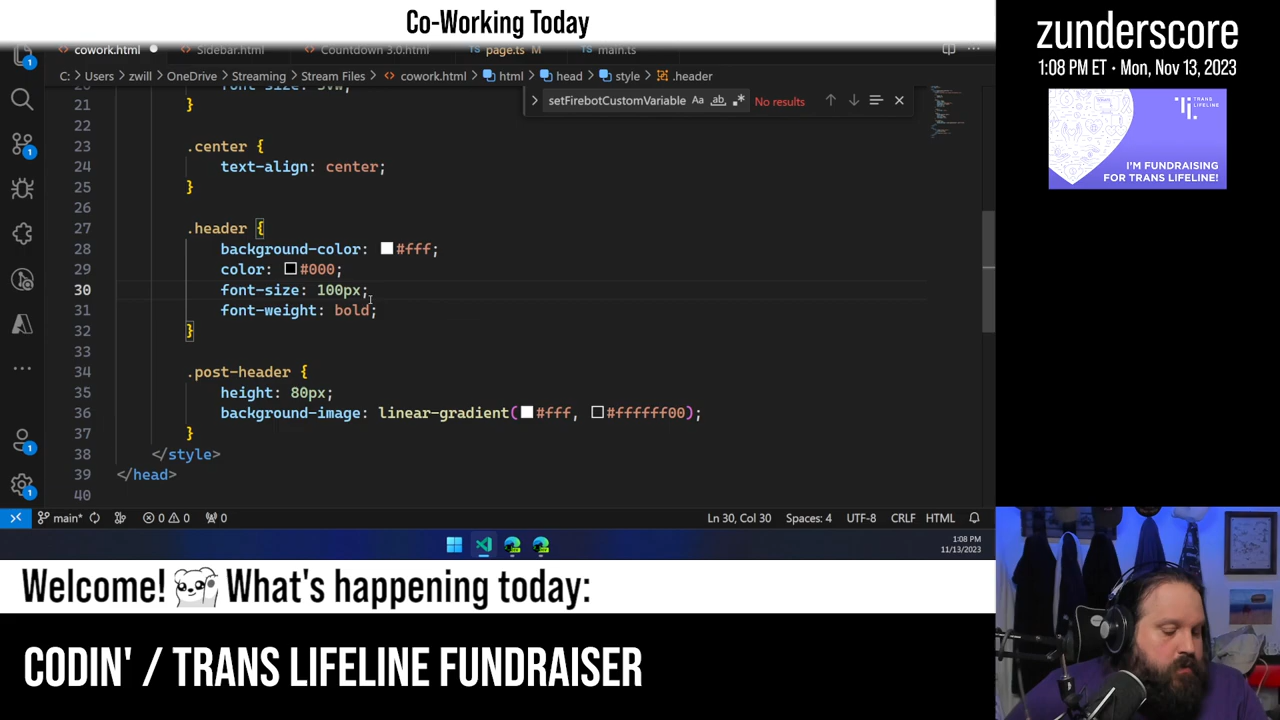 Co-Working Today
zunderscore
1:08 PM ET • Mon, Nov 13, 2023
TRANS LIFELINE
I'M FUNDRAISING
FOR TRANS LIFELINE!
cowork.html ● Sidebar.html Countdown 3.0.html page.ts M main.ts
C: > Users > zwill > OneDrive > Streaming > Stream Files > cowork.html > html > head > style > .header
setFirebotCustomVariable Aa ab No results
21 }
22
23 .center {
24 text-align: center;
25 }
26
27 .header {
28 background-color: #fff;
29 color: #000;
30 font-size: 100px;
31 font-weight: bold;
32 }
33
34 .post-header {
35 height: 80px;
36 background-image: linear-gradient(#fff, #ffffff00);
37 }
38 </style>
39 </head>
40
main* 0 0 0 Ln 30, Col 30 Spaces: 4 UTF-8 CRLF HTML
1:08 PM
11/13/2023
Welcome! What's happening today:
CODIN' / TRANS LIFELINE FUNDRAISER